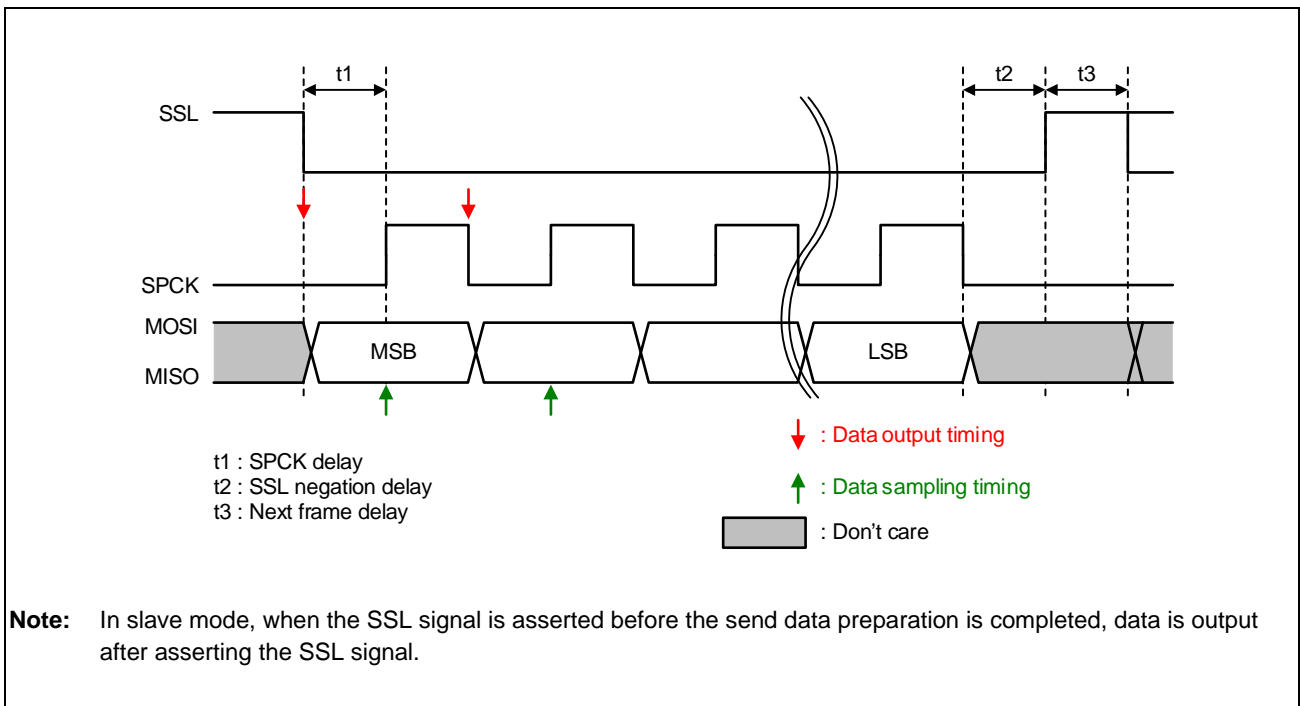 t1
t2
t3
SSL
SPCK
MOSI
MISO
MSB
LSB
: Data output timing
t1 : SPCK delay
t2 : SSL negation delay
t3 : Next frame delay
: Data sampling timing
: Don't care
Note: In slave mode, when the SSL signal is asserted before the send data preparation is completed, data is output
after asserting the SSL signal.